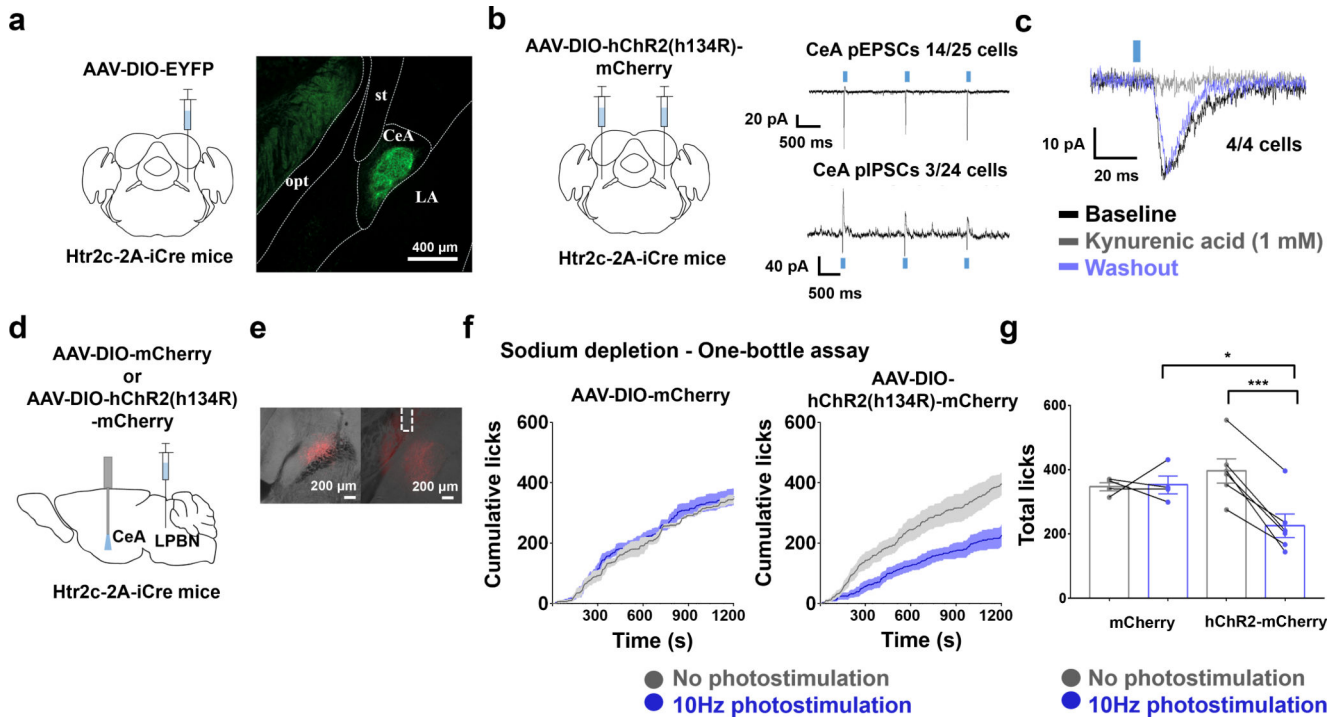 a
AAV-DIO-EYFP
Htr2c-2A-iCre mice
st
CeA
opt
LA
400 µm
b
AAV-DIO-hChR2(h134R)-
mCherry
Htr2c-2A-iCre mice
CeA pEPSCs 14/25 cells
20 pA
500 ms
CeA pIPSCs 3/24 cells
40 pA
500 ms
c
10 pA
20 ms
4/4 cells
Baseline
Kynurenic acid (1 mM)
Washout
d
AAV-DIO-mCherry
or
AAV-DIO-hChR2(h134R)
-mCherry
CeA
LPBN
Htr2c-2A-iCre mice
e
200 µm
200 µm
f
Sodium depletion - One-bottle assay
AAV-DIO-mCherry
Cumulative licks
600
400
200
0
300 600 900 1200
Time (s)
AAV-DIO-
hChR2(h134R)-mCherry
Cumulative licks
600
400
200
0
300 600 900 1200
Time (s)
No photostimulation
10Hz photostimulation
g
*
***
Total licks
600
400
200
0
mCherry
hChR2-mCherry
No photostimulation
10Hz photostimulation